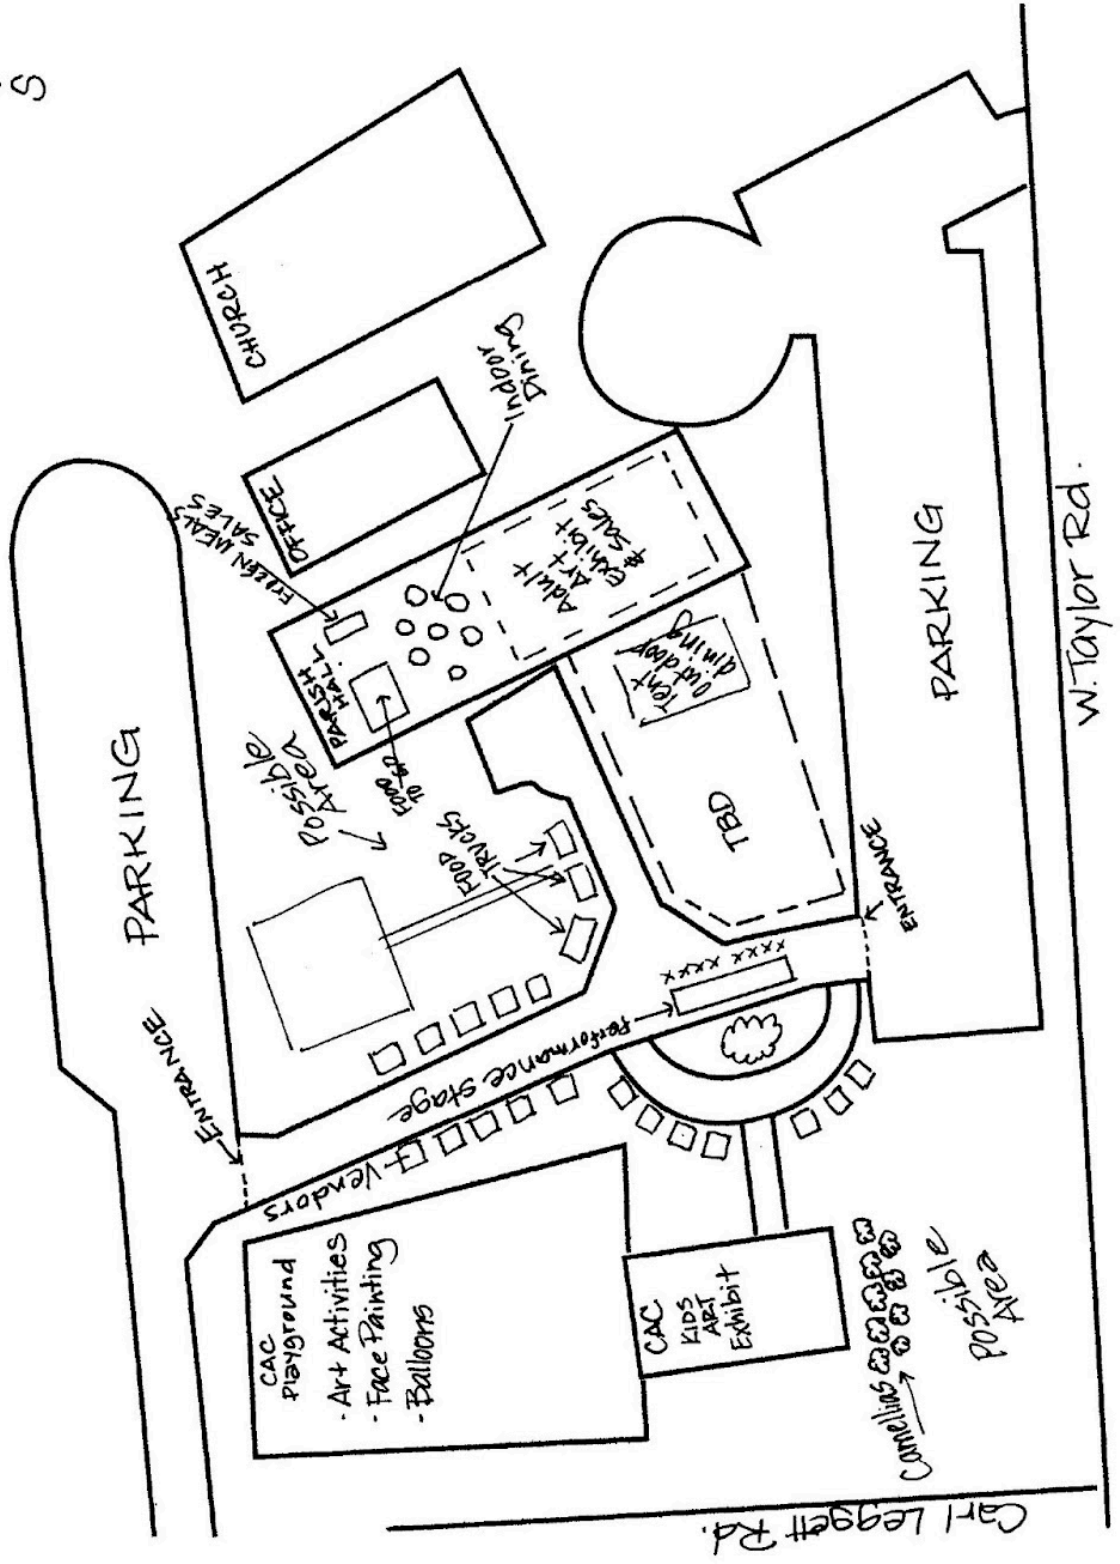 S
CHURCH
OFFICE
FROZEN MEALS
SALES
Indoor
Dining
PARISH
HALL
FOOD
TO GO
Adult
Art
Exhibit
& Sales
Tent
outdoor
dining
TBD
PARKING
Possible
Area
FOOD
TRUCKS
ENTRANCE
Vendors
Performance Stage
xxxx xxxx
ENTRANCE
PARKING
W. Taylor Rd.
CAC
Playground
- Art Activities
- Face Painting
- Balloons
CAC
KIDS
ART
Exhibit
Camellias
Possible
Area
Carl Leggett Rd.